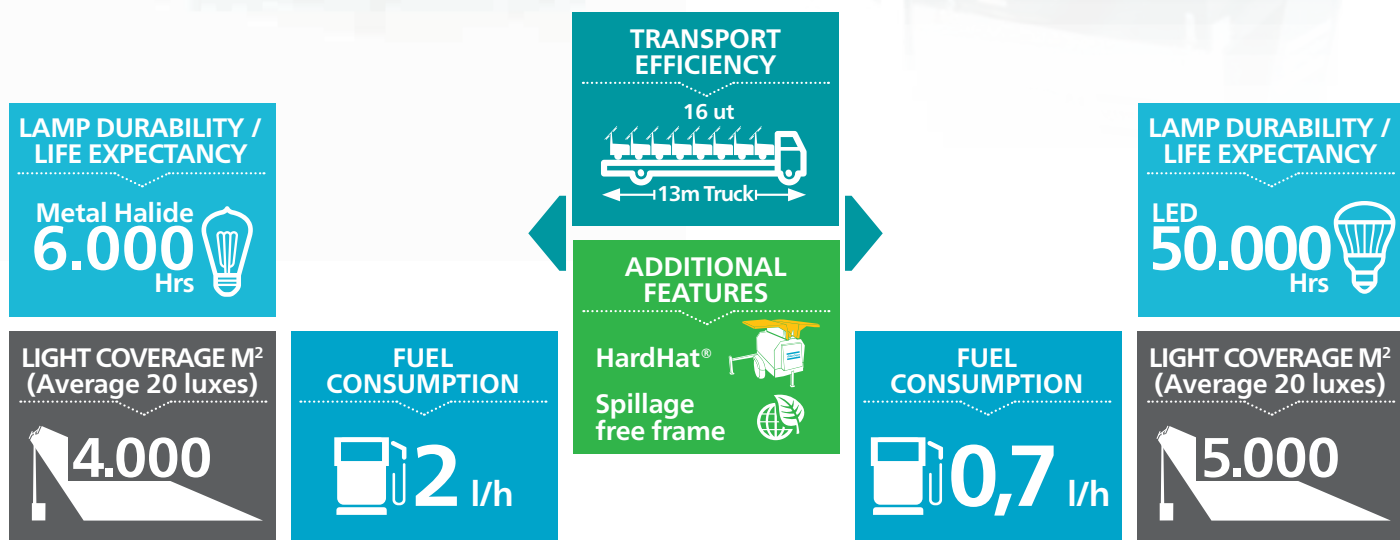 TRANSPORT
EFFICIENCY
16 ut
13m Truck
LAMP DURABILITY /
LIFE EXPECTANCY
Metal Halide
6.000
Hrs
LIGHT COVERAGE M²
(Average 20 luxes)
4.000
FUEL
CONSUMPTION
2 l/h
ADDITIONAL
FEATURES
HardHat®
Spillage
free frame
LAMP DURABILITY /
LIFE EXPECTANCY
LED
50.000
Hrs
FUEL
CONSUMPTION
0,7 l/h
LIGHT COVERAGE M²
(Average 20 luxes)
5.000